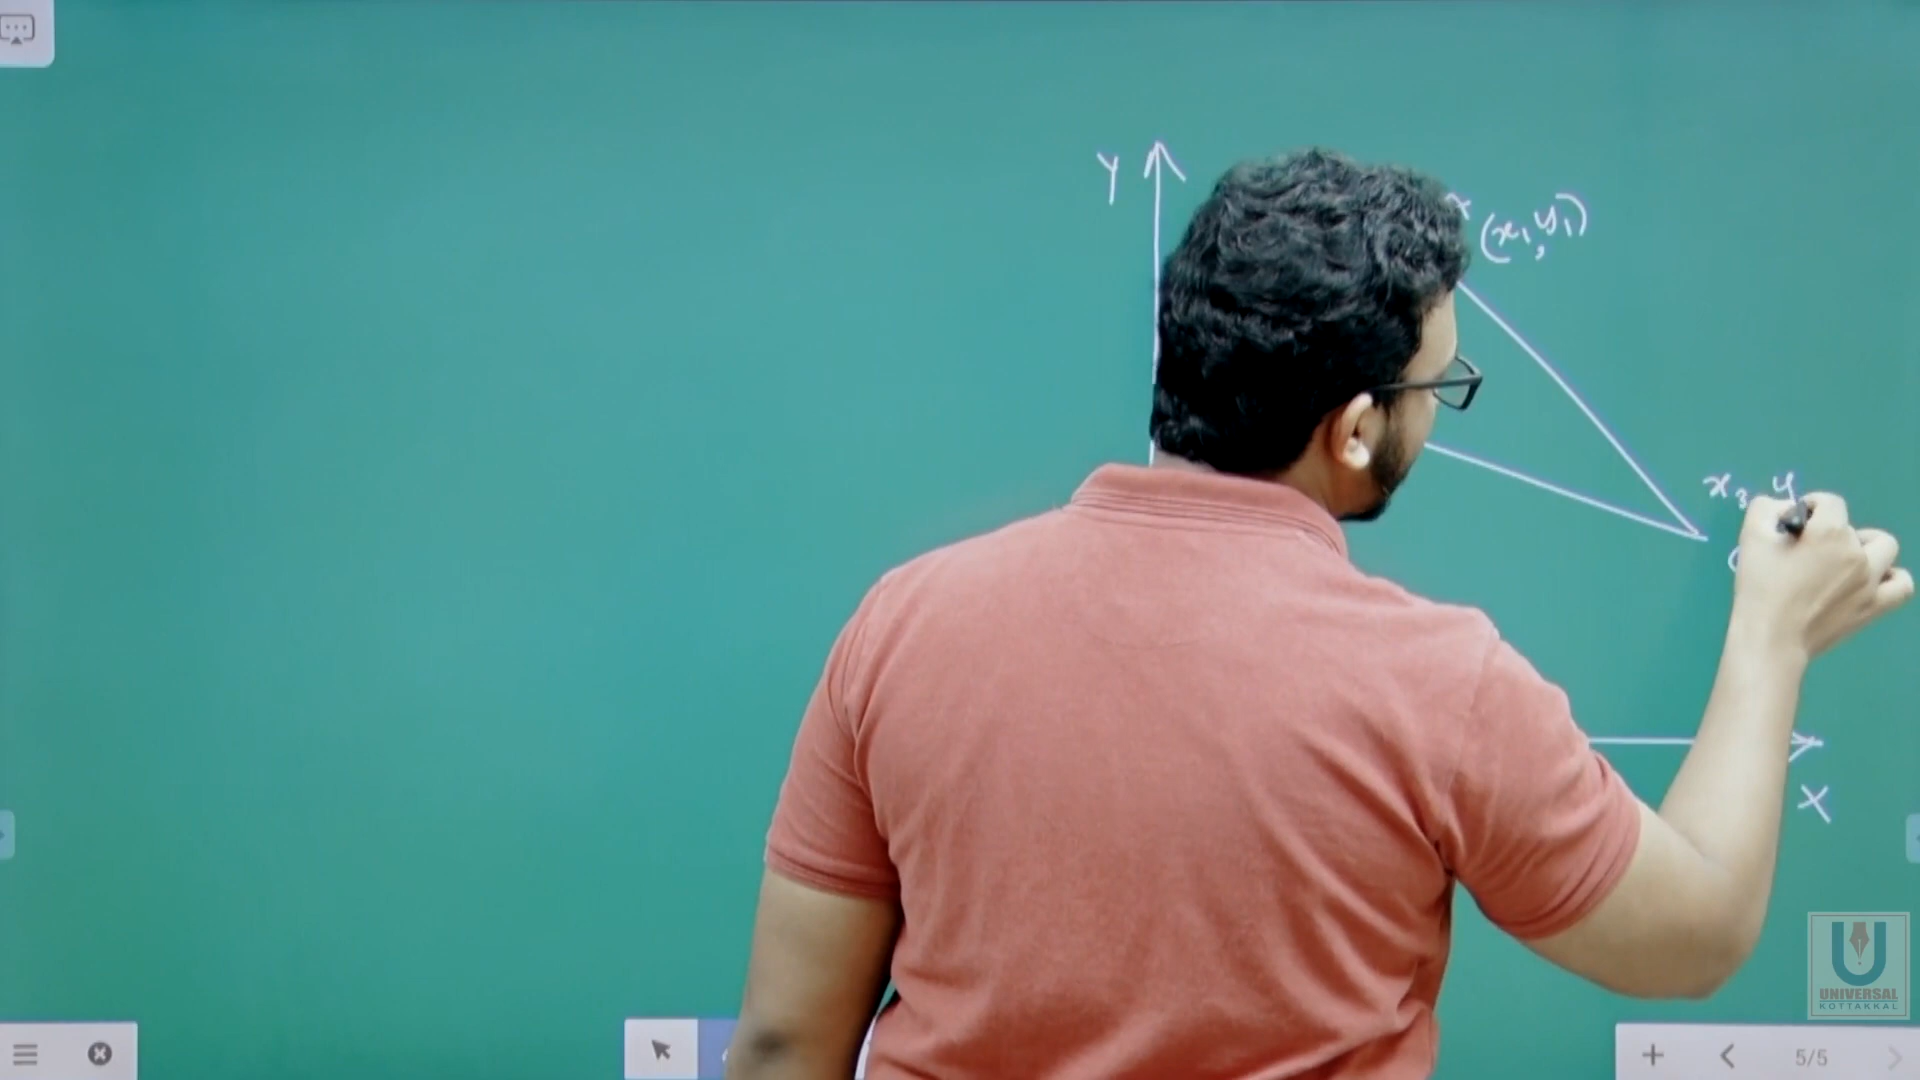 Y
(x₁, y₁)
x₃, y
X
UNIVERSAL
KOTTAKKAL
5/5